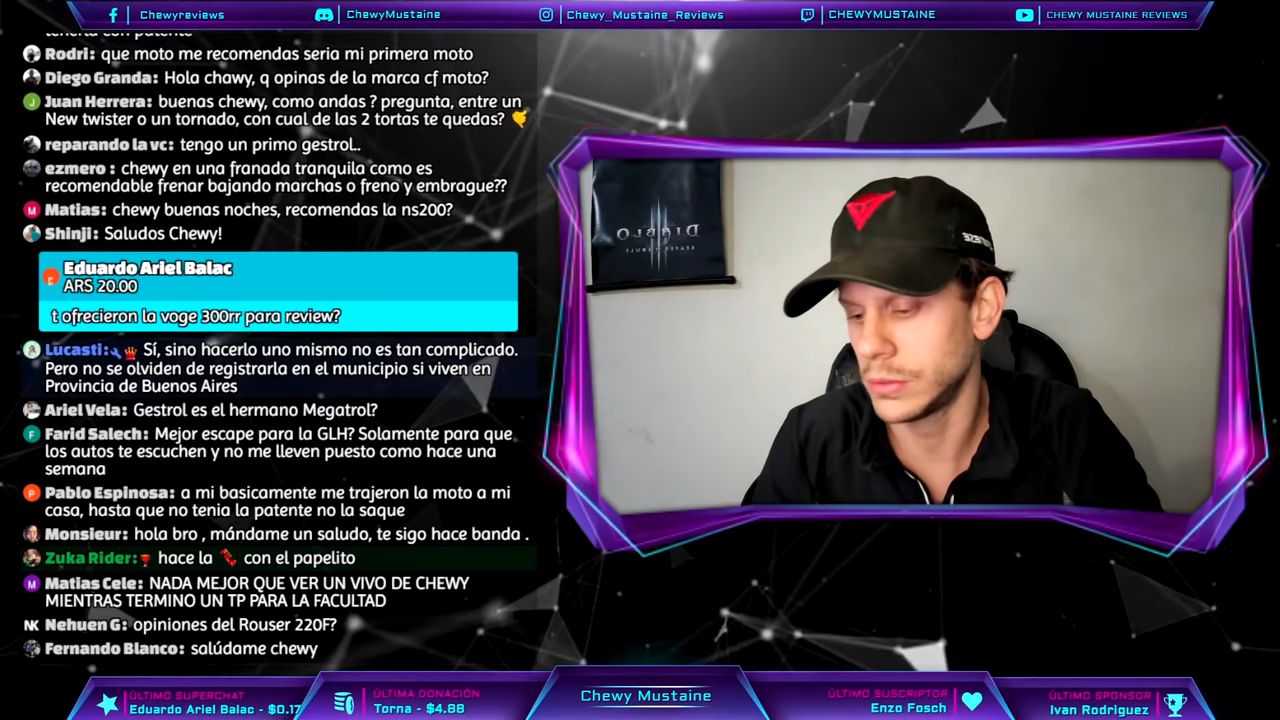 Chewyreviews
ChewyMustaine
Chewy_Mustaine_Reviews
CHEWYMUSTAINE
CHEWY MUSTAINE REVIEWS
Rodri: que moto me recomendas seria mi primera moto
Diego Granda: Hola chawy, q opinas de la marca cf moto?
Juan Herrera: buenas chewy, como andas ? pregunta, entre un
New twister o un tornado, con cual de las 2 tortas te quedas?
reparando la vc: tengo un primo gestrol..
ezmero : chewy en una franada tranquila como es
recomendable frenar bajando marchas o freno y embrague??
Matias: chewy buenas noches, recomendas la ns200?
Shinji: Saludos Chewy!
Eduardo Ariel Balac
ARS 20.00
t ofrecieron la voge 300rr para review?
Lucasti: Sí, sino hacerlo uno mismo no es tan complicado.
Pero no se olviden de registrarla en el municipio si viven en
Provincia de Buenos Aires
Ariel Vela: Gestrol es el hermano Megatrol?
Farid Salech: Mejor escape para la GLH? Solamente para que
los autos te escuchen y no me lleven puesto como hace una
semana
Pablo Espinosa: a mi basicamente me trajeron la moto a mi
casa, hasta que no tenia la patente no la saque
Monsieur: hola bro , mándame un saludo, te sigo hace banda .
Zuka Rider: hace la con el papelito
Matias Cele: NADA MEJOR QUE VER UN VIVO DE CHEWY
MIENTRAS TERMINO UN TP PARA LA FACULTAD
NK Nehuen G: opiniones del Rouser 220F?
Fernando Blanco: salúdame chewy
DIABLO
ÚLTIMO SUPERCHAT
Eduardo Ariel Balac - $0.17
ÚLTIMA DONACIÓN
Torna - $4.88
Chewy Mustaine
ÚLTIMO SUSCRIPTOR
Enzo Fosch
ÚLTIMO SPONSOR
Ivan Rodriguez